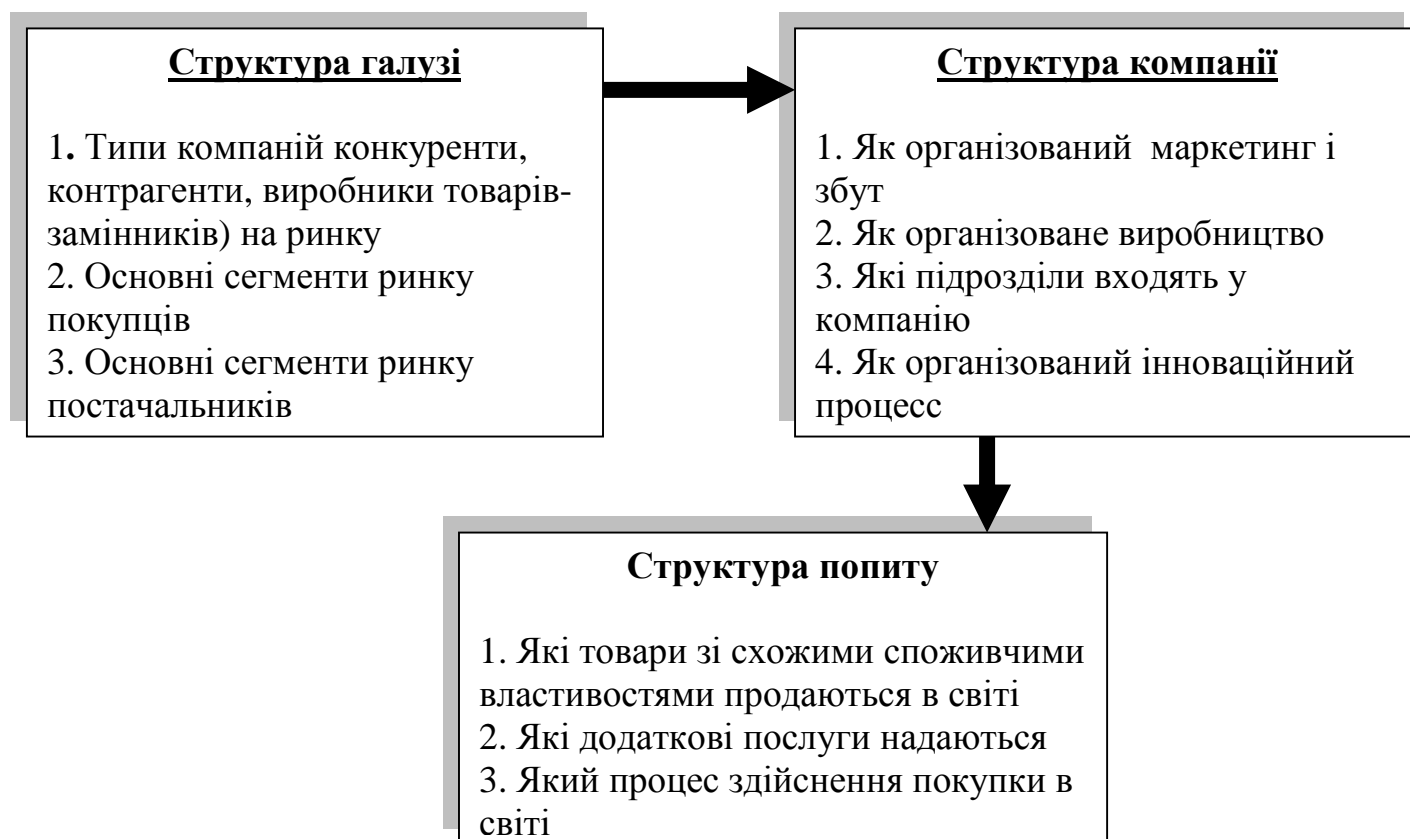 Структура галузі
1. Типи компаній конкуренти,
контрагенти, виробники товарів-
замінників) на ринку
2. Основні сегменти ринку
покупців
3. Основні сегменти ринку
постачальників
Структура компанії
1. Як організований маркетинг і
збут
2. Як організоване виробництво
3. Які підрозділи входять у
компанію
4. Як організований інноваційний
процесс
Структура попиту
1. Які товари зі схожими споживчими
властивостями продаються в світі
2. Які додаткові послуги надаються
3. Який процес здійснення покупки в
світі